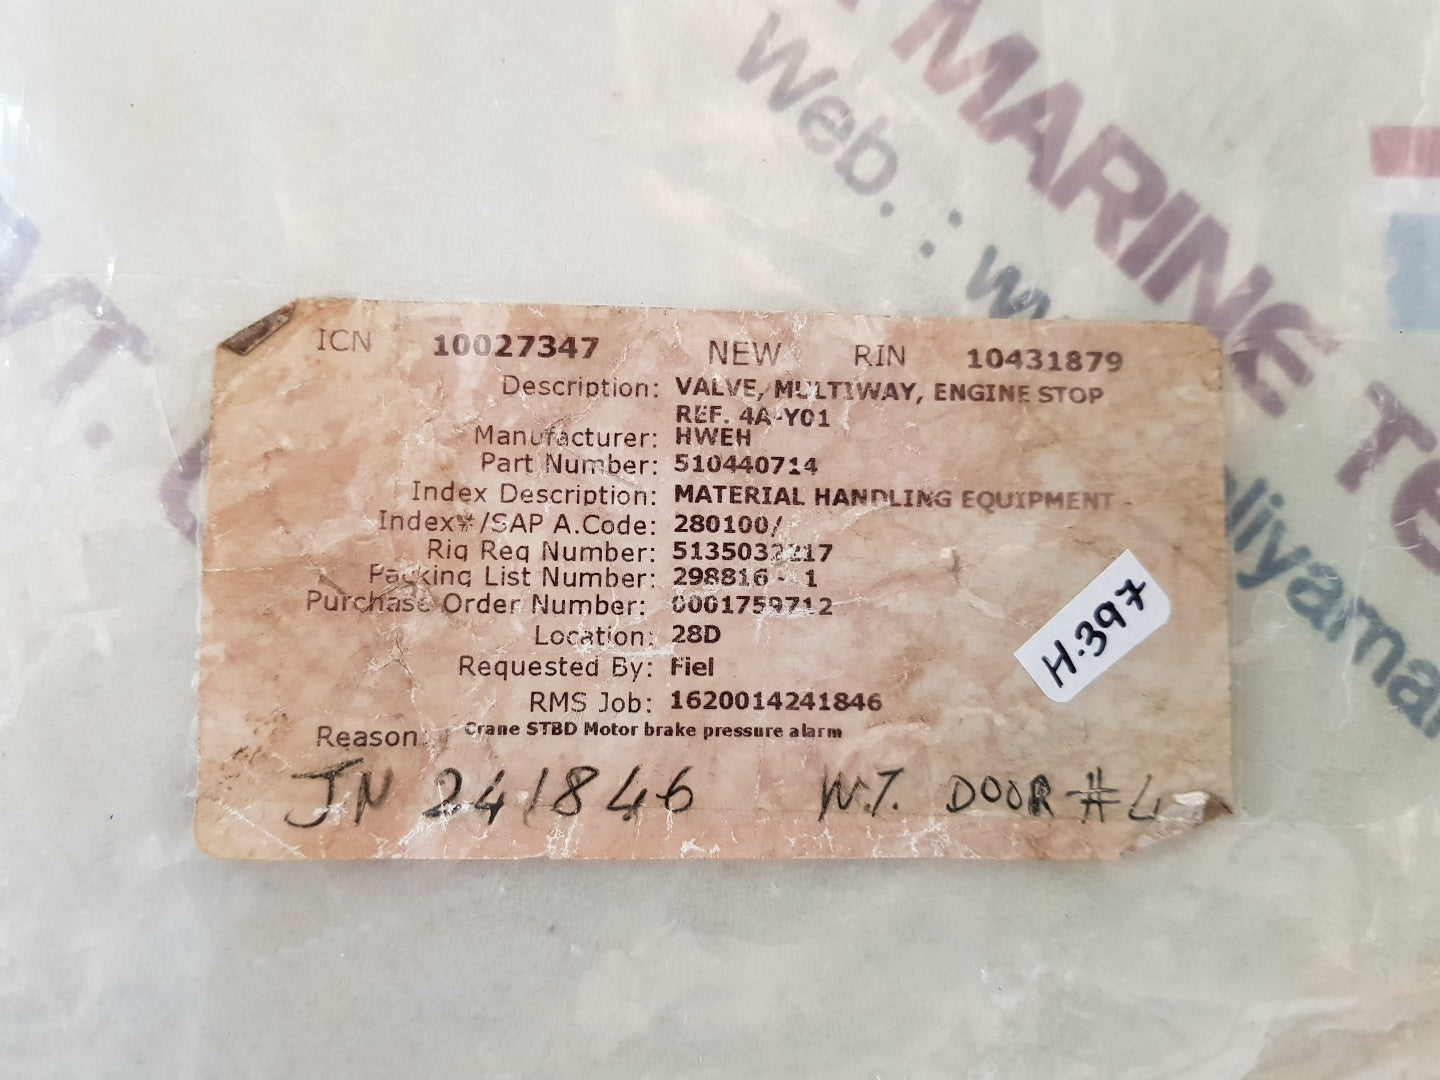 MARINE TE
Web. : w
liyama
ICN 10027347 NEW RIN 10431879
Description: VALVE, MULTIWAY, ENGINE STOP
REF. 4A-Y01
Manufacturer: HWEH
Part Number: 510440714
Index Description: MATERIAL HANDLING EQUIPMENT -
Index#/SAP A.Code: 280100/
Rig Req Number:
Packing List Number: 298816 - 1
Purchase Order Number: 0001759712
Location: 28D
Requested By: Fiel
RMS Job: 1620014241846
Reason: Crane STBD Motor brake pressure alarm
H.397
JN 241846 W.T. DOOR #4